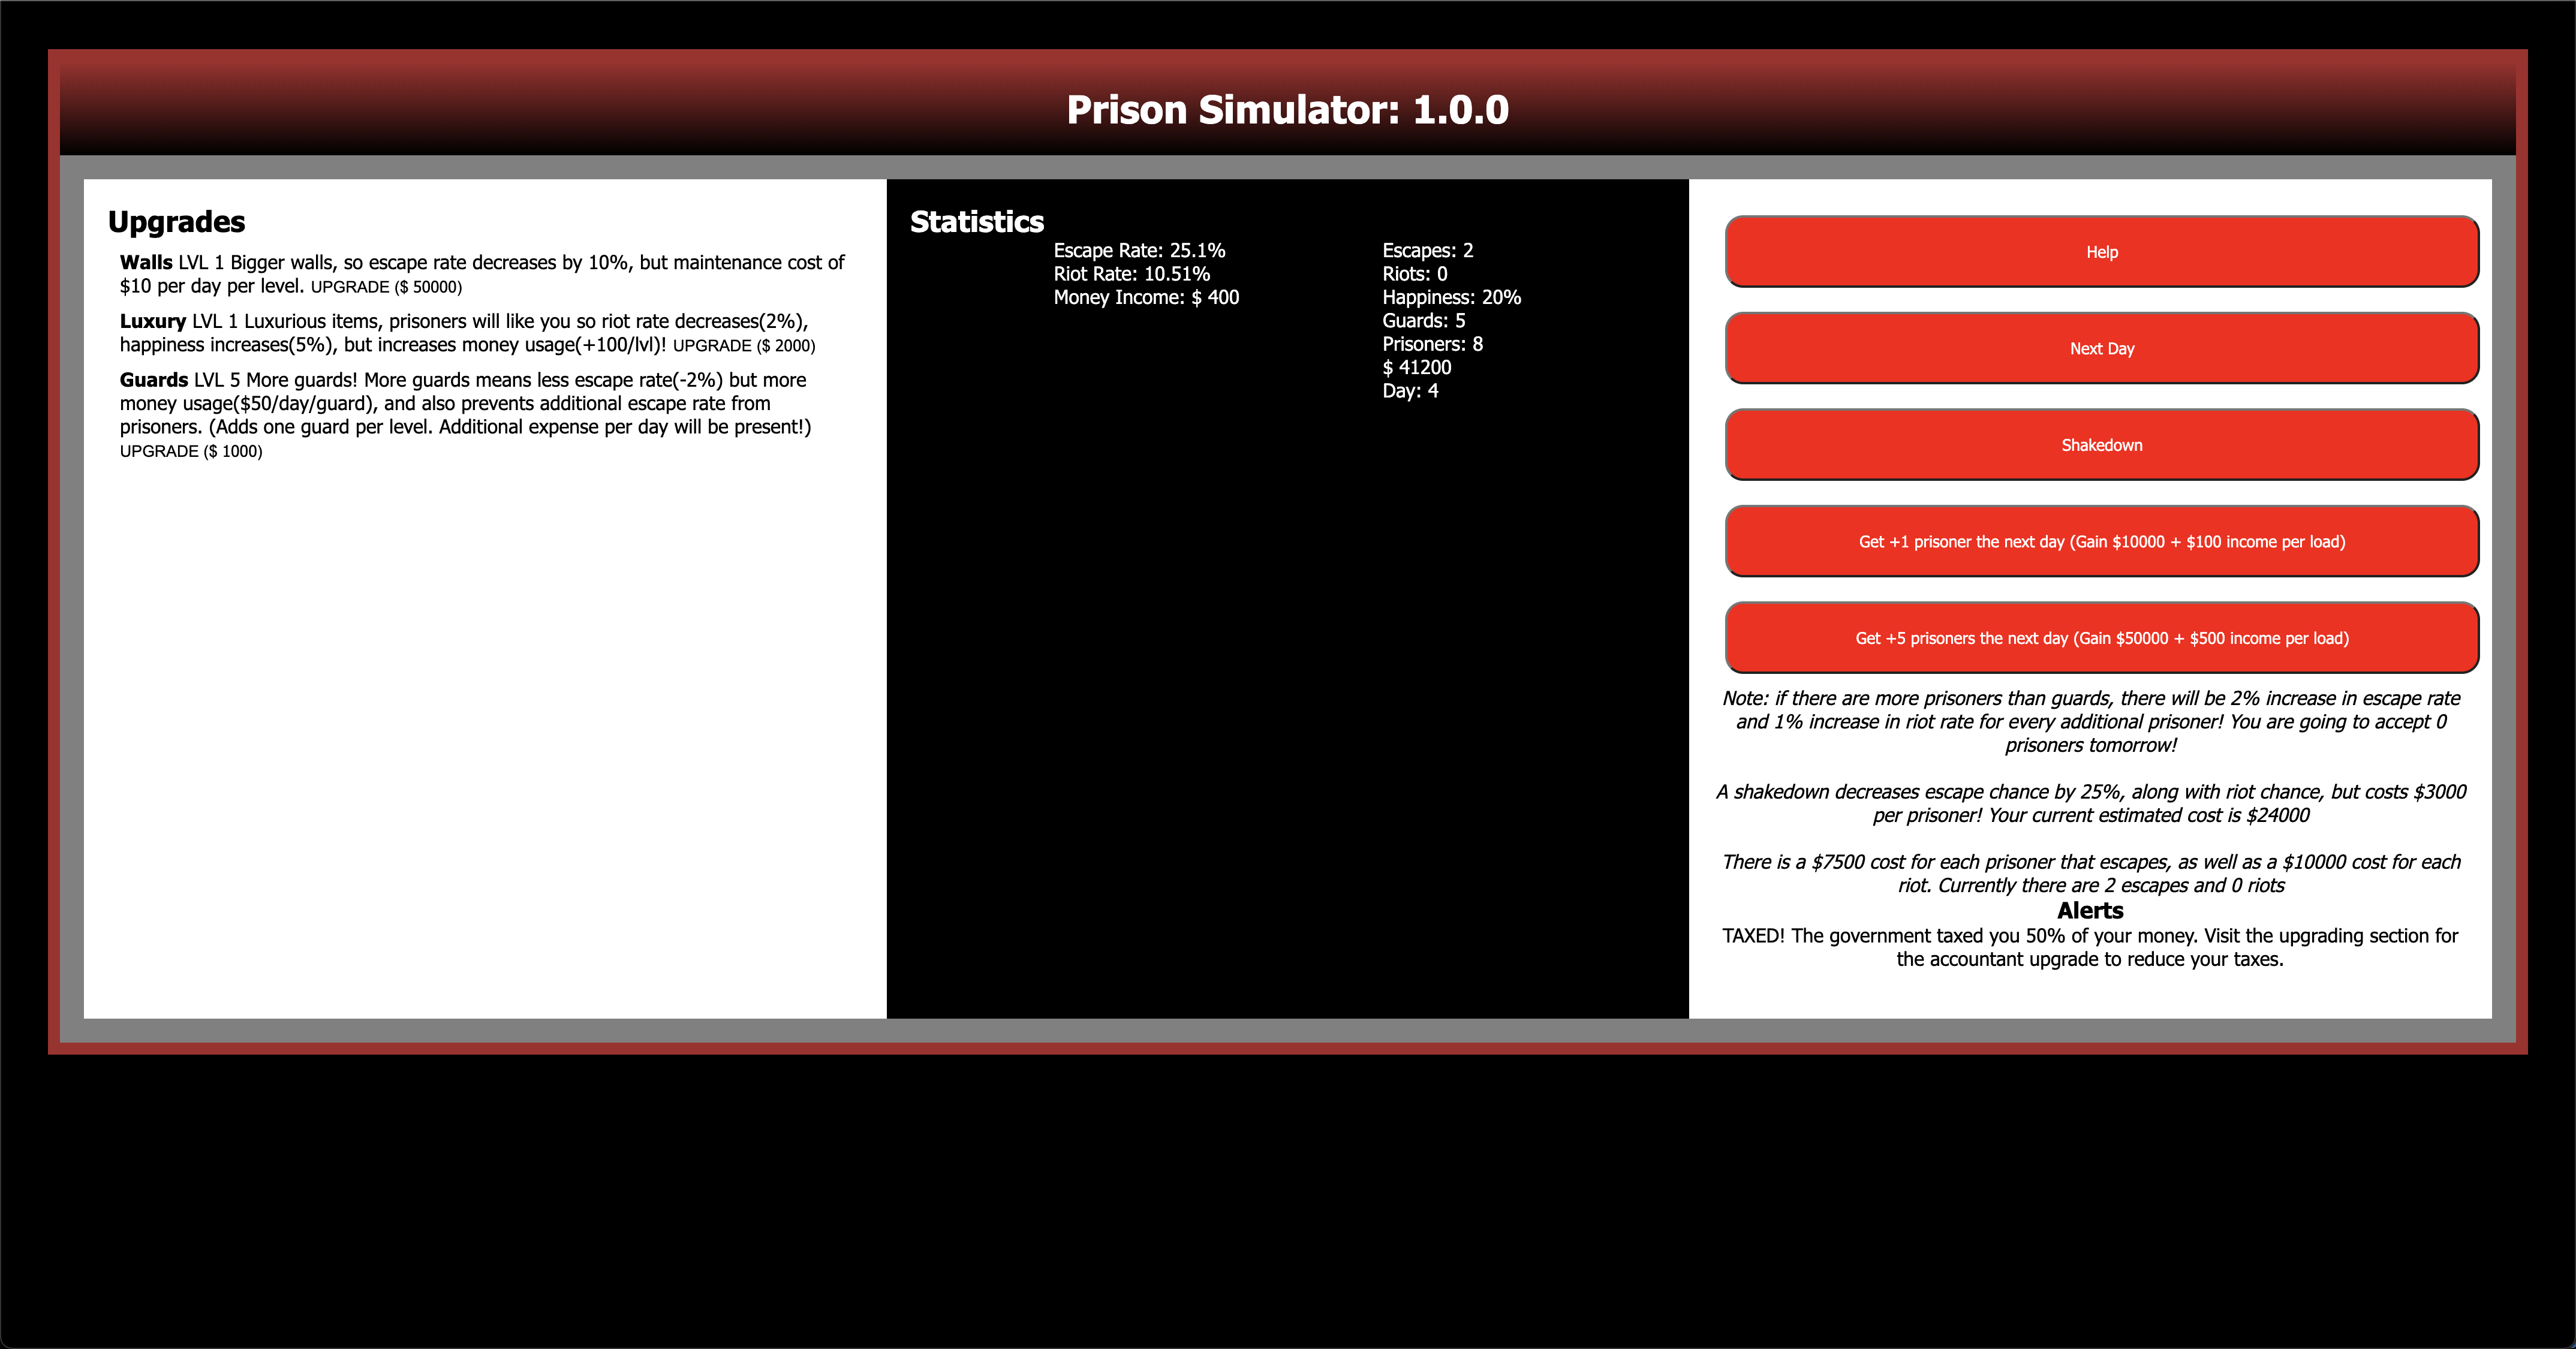 Prison Simulator: 1.0.0
Upgrades
Walls LVL 1 Bigger walls, so escape rate decreases by 10%, but maintenance cost of
$10 per day per level. UPGRADE ($ 50000)
Luxury LVL 1 Luxurious items, prisoners will like you so riot rate decreases(2%),
happiness increases(5%), but increases money usage(+100/lvl)! UPGRADE ($ 2000)
Guards LVL 5 More guards! More guards means less escape rate(-2%) but more
money usage($50/day/guard), and also prevents additional escape rate from
prisoners. (Adds one guard per level. Additional expense per day will be present!)
UPGRADE ($ 1000)
Statistics
Escape Rate: 25.1%
Riot Rate: 10.51%
Money Income: $ 400
Escapes: 2
Riots: 0
Happiness: 20%
Guards: 5
Prisoners: 8
$ 41200
Day: 4
Help
Next Day
Shakedown
Get +1 prisoner the next day (Gain $10000 + $100 income per load)
Get +5 prisoners the next day (Gain $50000 + $500 income per load)
Note: if there are more prisoners than guards, there will be 2% increase in escape rate
and 1% increase in riot rate for every additional prisoner! You are going to accept 0
prisoners tomorrow!
A shakedown decreases escape chance by 25%, along with riot chance, but costs $3000
per prisoner! Your current estimated cost is $24000
There is a $7500 cost for each prisoner that escapes, as well as a $10000 cost for each
riot. Currently there are 2 escapes and 0 riots
Alerts
TAXED! The government taxed you 50% of your money. Visit the upgrading section for
the accountant upgrade to reduce your taxes.